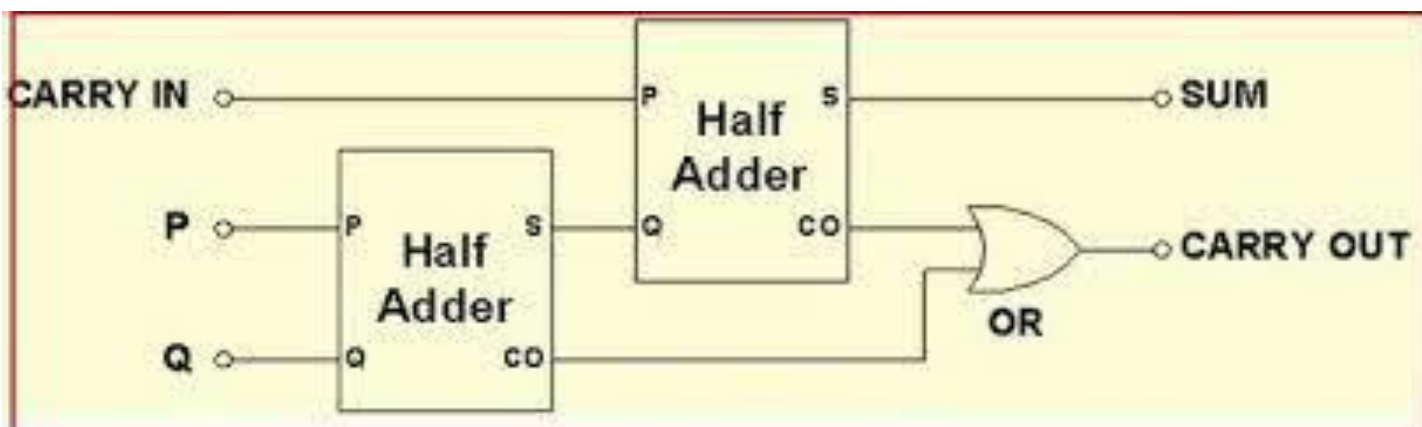 CARRY IN
P
S
SUM
Half
Adder
P
P
S
Q
CO
CARRY OUT
Half
Adder
OR
Q
Q
CO